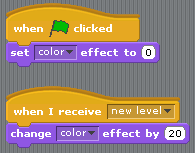 when clicked
set color effect to 0
when I receive new level
change color effect by 20